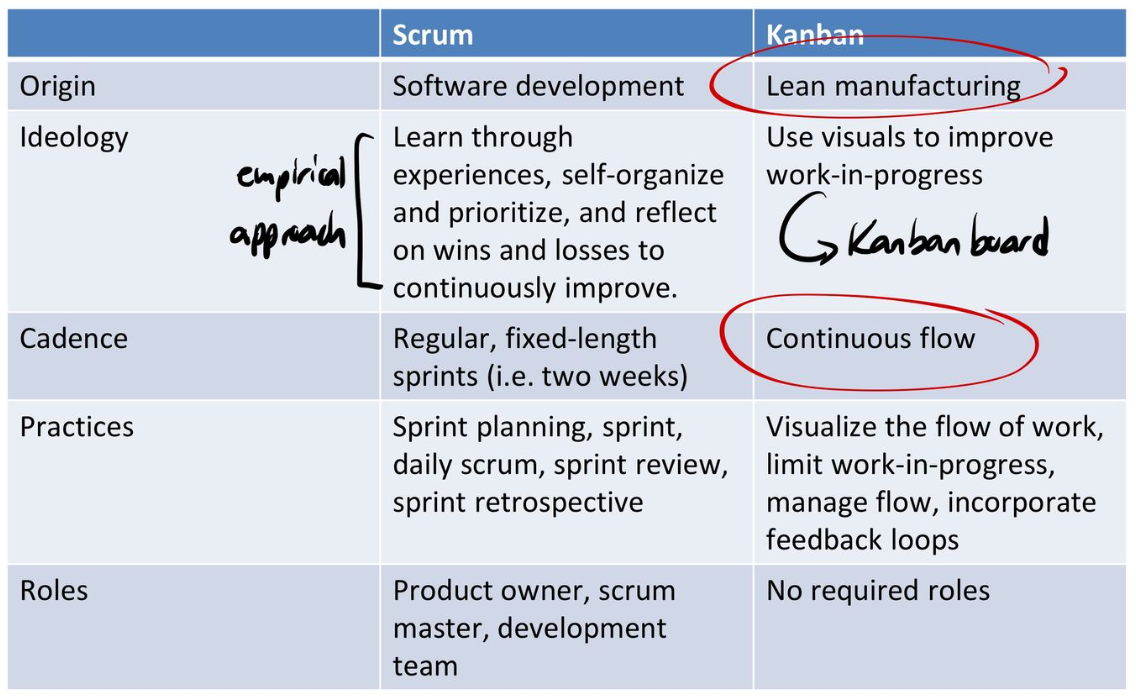 Scrum
Kanban
Origin
Software development
Lean manufacturing
Ideology
Learn through
experiences, self-organize
and prioritize, and reflect
on wins and losses to
continuously improve.
empirical
approach
Use visuals to improve
work-in-progress
Kanban board
Cadence
Regular, fixed-length
sprints (i.e. two weeks)
Continuous flow
Practices
Sprint planning, sprint,
daily scrum, sprint review,
sprint retrospective
Visualize the flow of work,
limit work-in-progress,
manage flow, incorporate
feedback loops
Roles
Product owner, scrum
master, development
team
No required roles